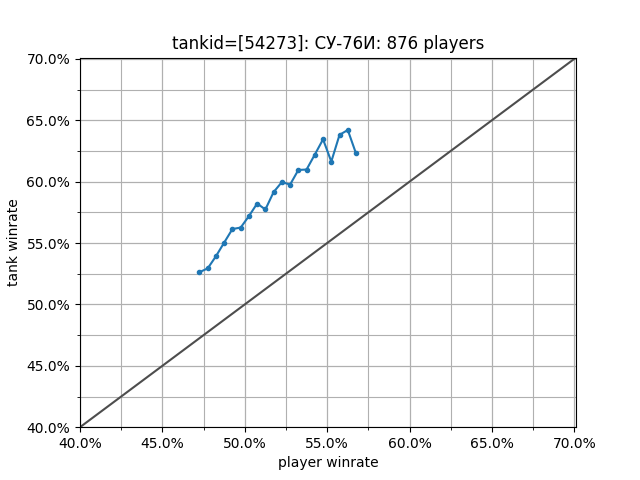 tankid=[54273]: СУ-76И: 876 players
70.0%
65.0%
60.0%
55.0%
50.0%
45.0%
40.0%
tank winrate
40.0% 45.0% 50.0% 55.0% 60.0% 65.0% 70.0%
player winrate